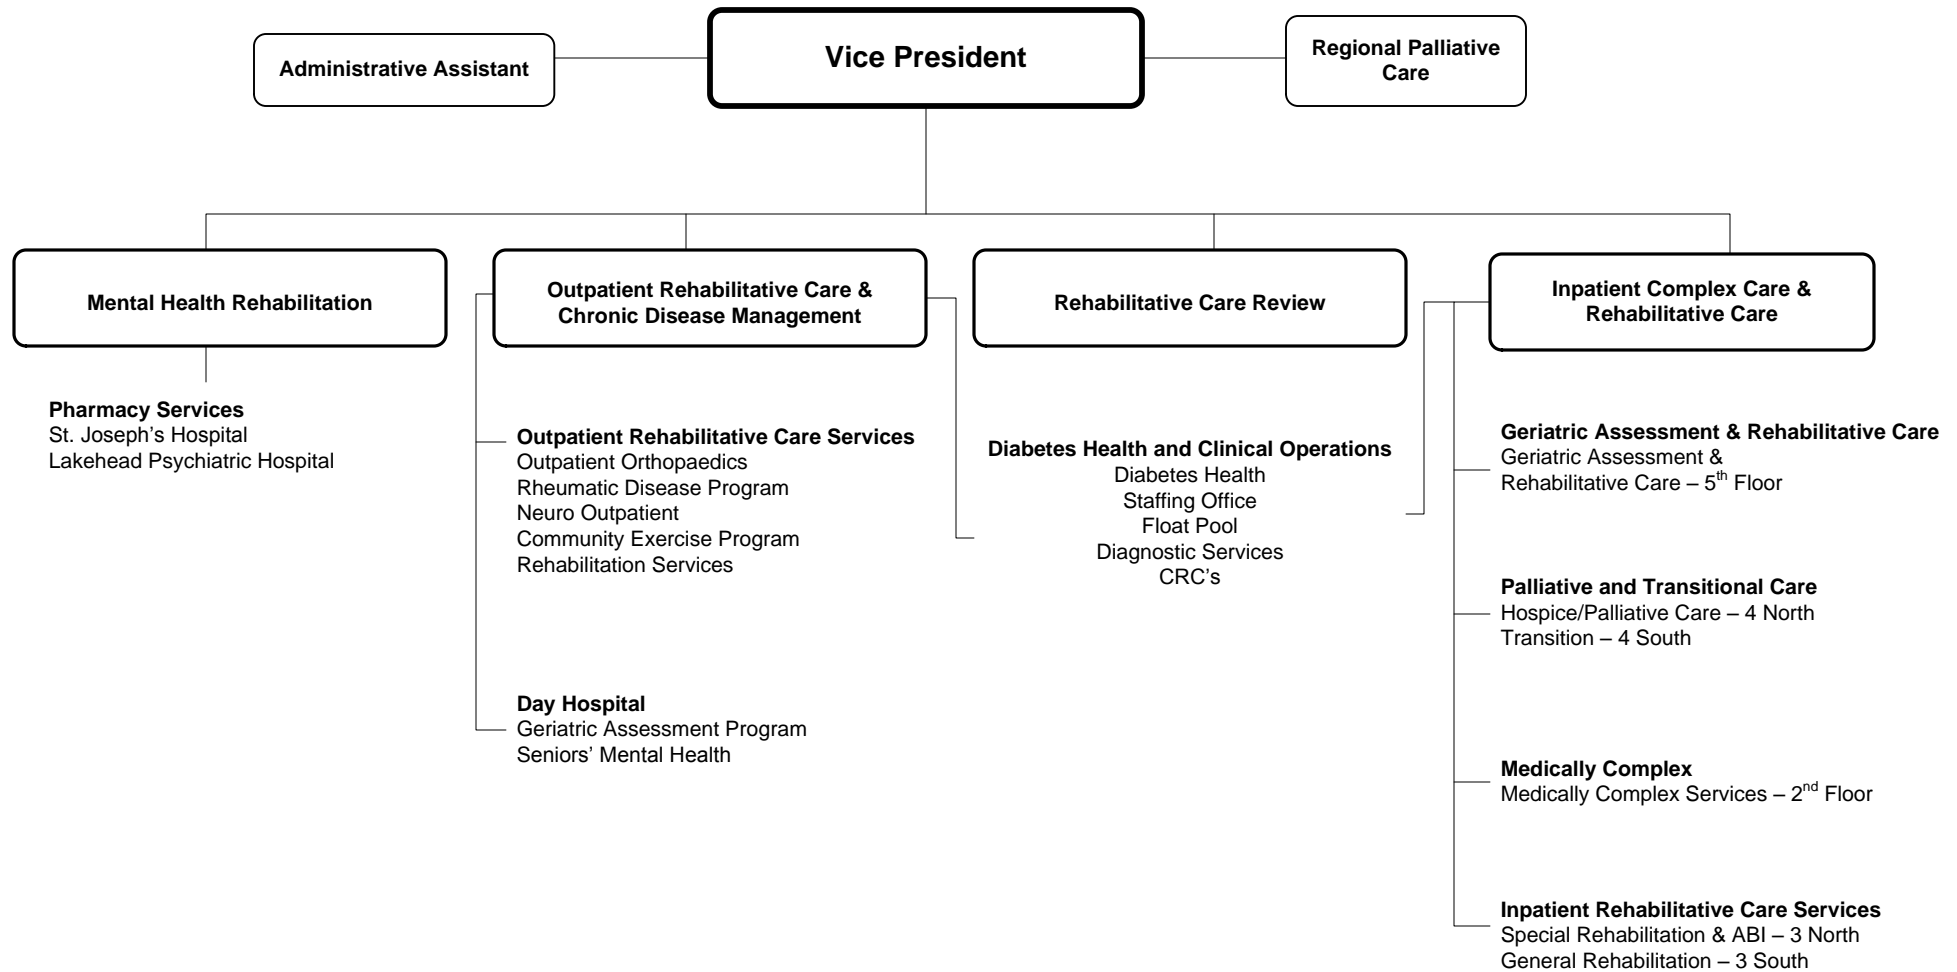 Administrative Assistant
Vice President
Regional Palliative
Care
Mental Health Rehabilitation
Outpatient Rehabilitative Care &
Chronic Disease Management
Rehabilitative Care Review
Inpatient Complex Care &
Rehabilitative Care
Pharmacy Services
St. Joseph’s Hospital
Lakehead Psychiatric Hospital
Outpatient Rehabilitative Care Services
Outpatient Orthopaedics
Rheumatic Disease Program
Neuro Outpatient
Community Exercise Program
Rehabilitation Services
Day Hospital
Geriatric Assessment Program
Seniors’ Mental Health
Diabetes Health and Clinical Operations
Diabetes Health
Staffing Office
Float Pool
Diagnostic Services
CRC’s
Geriatric Assessment & Rehabilitative Care
Geriatric Assessment &
Rehabilitative Care – 5th Floor
Palliative and Transitional Care
Hospice/Palliative Care – 4 North
Transition – 4 South
Medically Complex
Medically Complex Services – 2nd Floor
Inpatient Rehabilitative Care Services
Special Rehabilitation & ABI – 3 North
General Rehabilitation – 3 South